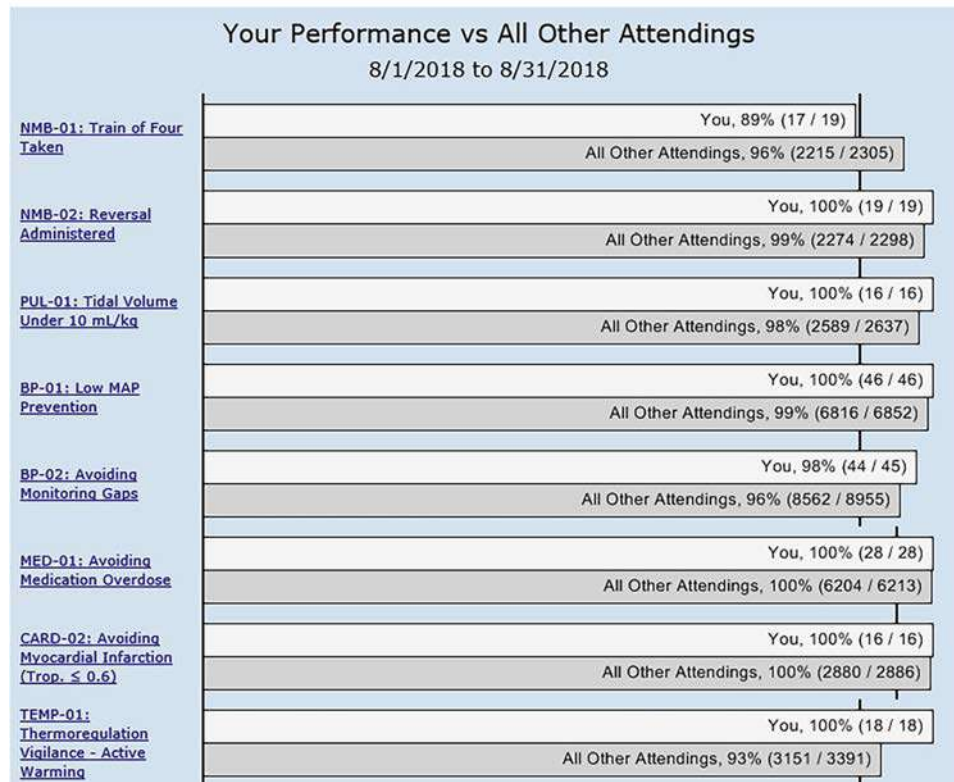 Your Performance vs All Other Attendings
8/1/2018 to 8/31/2018
NMB-01: Train of Four
Taken
You, 89% (17 / 19)
All Other Attendings, 96% (2215 / 2305)
NMB-02: Reversal
Administered
You, 100% (19 / 19)
All Other Attendings, 99% (2274 / 2298)
PUL-01: Tidal Volume
Under 10 mL/kg
You, 100% (16 / 16)
All Other Attendings, 98% (2589 / 2637)
BP-01: Low MAP
Prevention
You, 100% (46 / 46)
All Other Attendings, 99% (6816 / 6852)
BP-02: Avoiding
Monitoring Gaps
You, 98% (44 / 45)
All Other Attendings, 96% (8562 / 8955)
MED-01: Avoiding
Medication Overdose
You, 100% (28 / 28)
All Other Attendings, 100% (6204 / 6213)
CARD-02: Avoiding
Myocardial Infarction
(Trop. ≤ 0.6)
You, 100% (16 / 16)
All Other Attendings, 100% (2880 / 2886)
TEMP-01:
Thermoregulation
Vigilance - Active
Warming
You, 100% (18 / 18)
All Other Attendings, 93% (3151 / 3391)